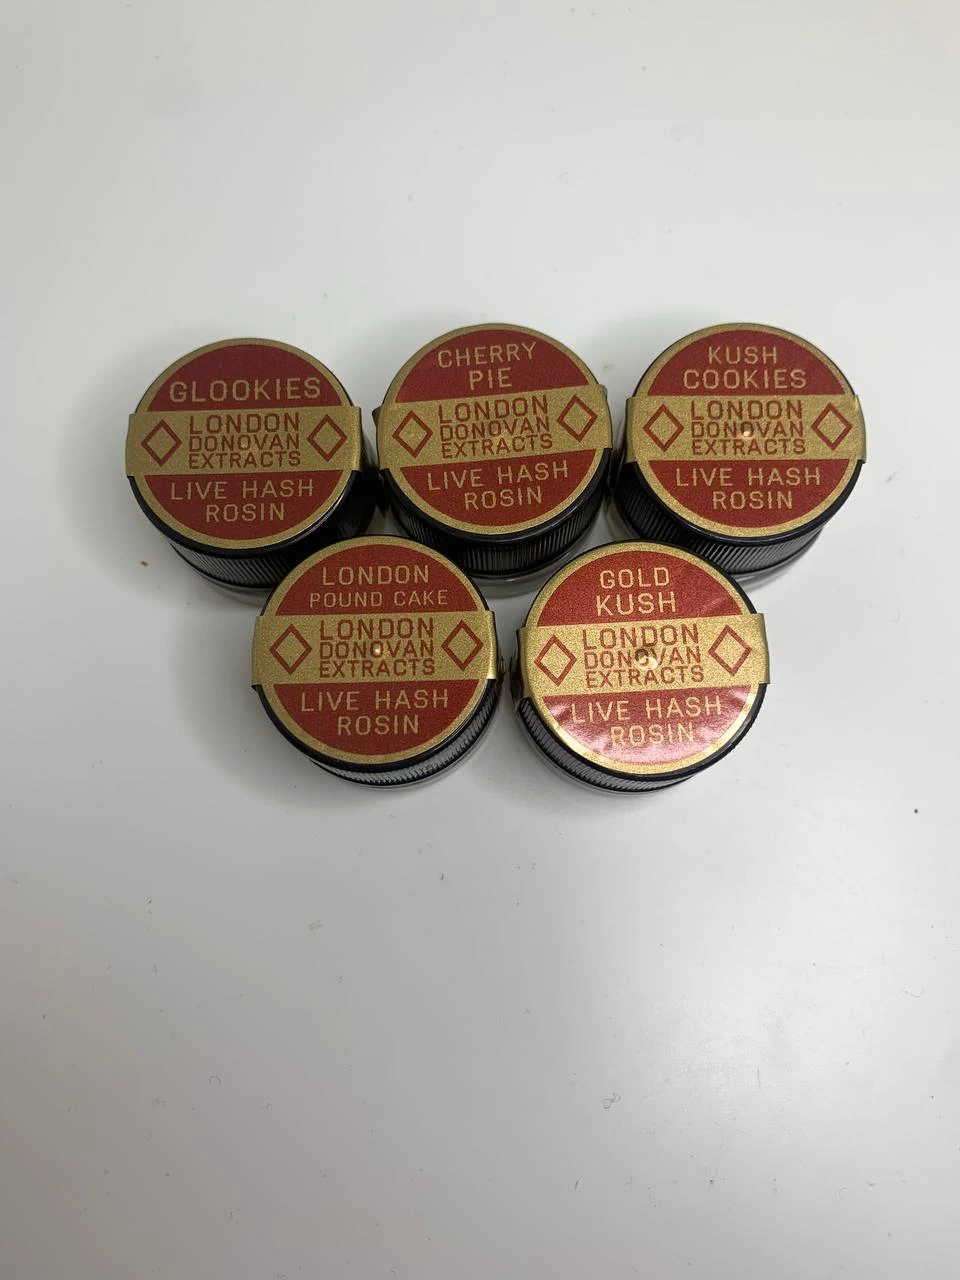 GLOOKIES
LONDON
DONOVAN
EXTRACTS
LIVE HASH
ROSIN
CHERRY
PIE
LONDON
DONOVAN
EXTRACTS
LIVE HASH
ROSIN
KUSH
COOKIES
LONDON
DONOVAN
EXTRACTS
LIVE HASH
ROSIN
LONDON
POUND CAKE
LONDON
DONOVAN
EXTRACTS
LIVE HASH
ROSIN
GOLD
KUSH
LONDON
DONOVAN
EXTRACTS
LIVE HASH
ROSIN